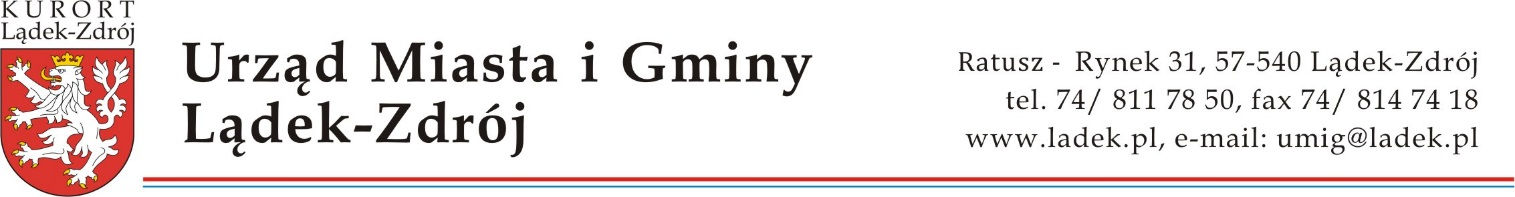 KURORT
Lądek-Zdrój
Urząd Miasta i Gminy
Lądek-Zdrój
Ratusz - Rynek 31, 57-540 Lądek-Zdrój
tel. 74/ 811 78 50, fax 74/ 814 74 18
www.ladek.pl, e-mail: umig@ladek.pl